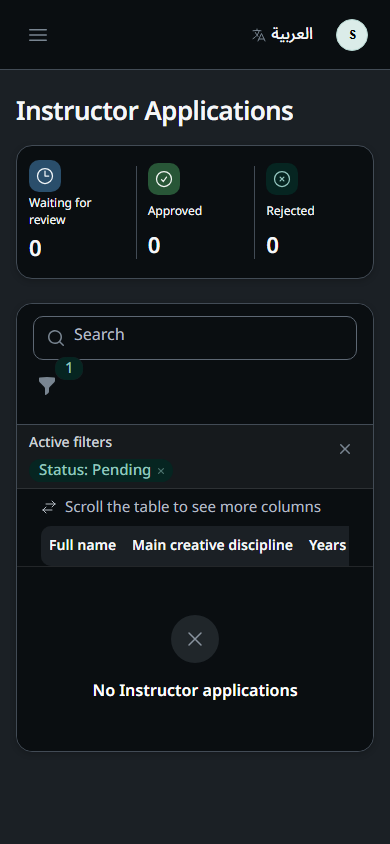 العربية
S
Instructor Applications
Waiting for
review
0
Approved
0
Rejected
0
Search
1
Active filters
Status: Pending ×
Scroll the table to see more columns
Full name Main creative discipline Years
No Instructor applications